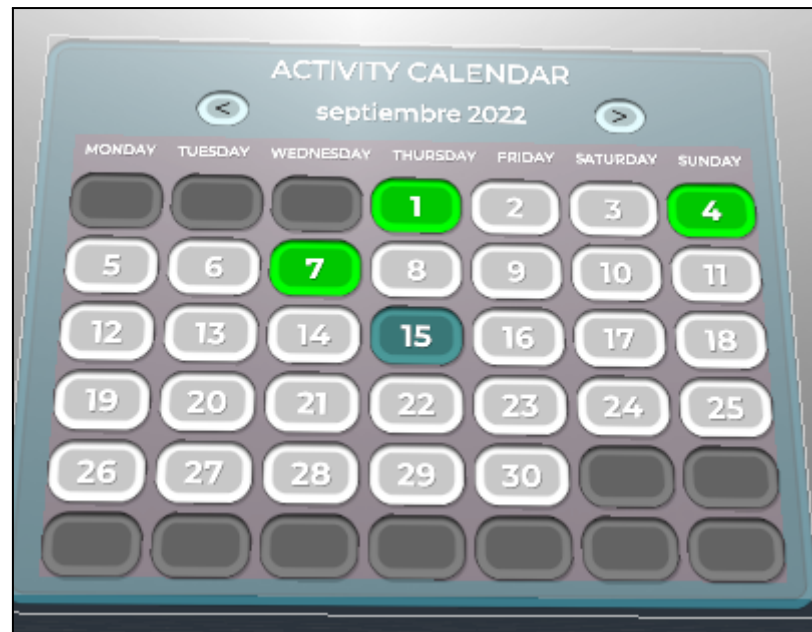 ACTIVITY CALENDAR
< septiembre 2022 >
MONDAY TUESDAY WEDNESDAY THURSDAY FRIDAY SATURDAY SUNDAY
1 2 3 4
5 6 7 8 9 10 11
12 13 14 15 16 17 18
19 20 21 22 23 24 25
26 27 28 29 30